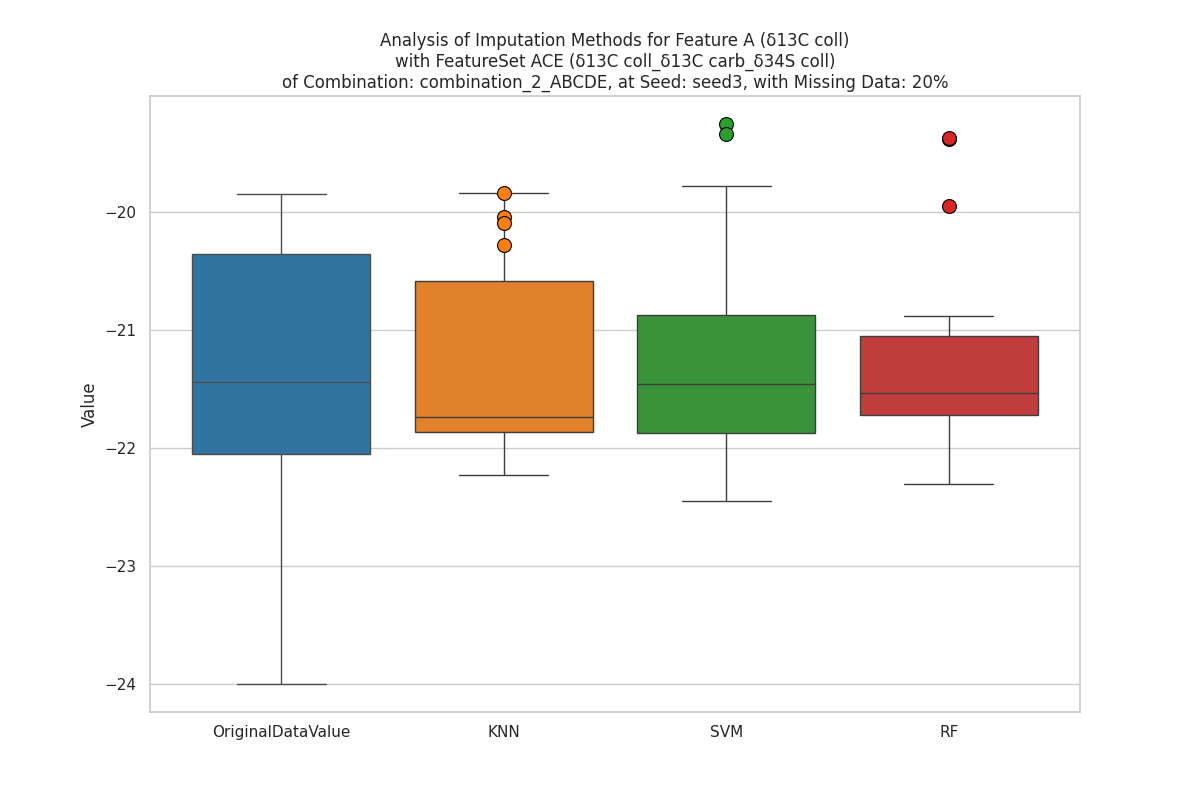 Analysis of Imputation Methods for Feature A (δ13C coll)
with FeatureSet ACE (δ13C coll_δ13C carb_δ34S coll)
of Combination: combination_2_ABCDE, at Seed: seed3, with Missing Data: 20%
Value
−20
−21
−22
−23
−24
OriginalDataValue
KNN
SVM
RF